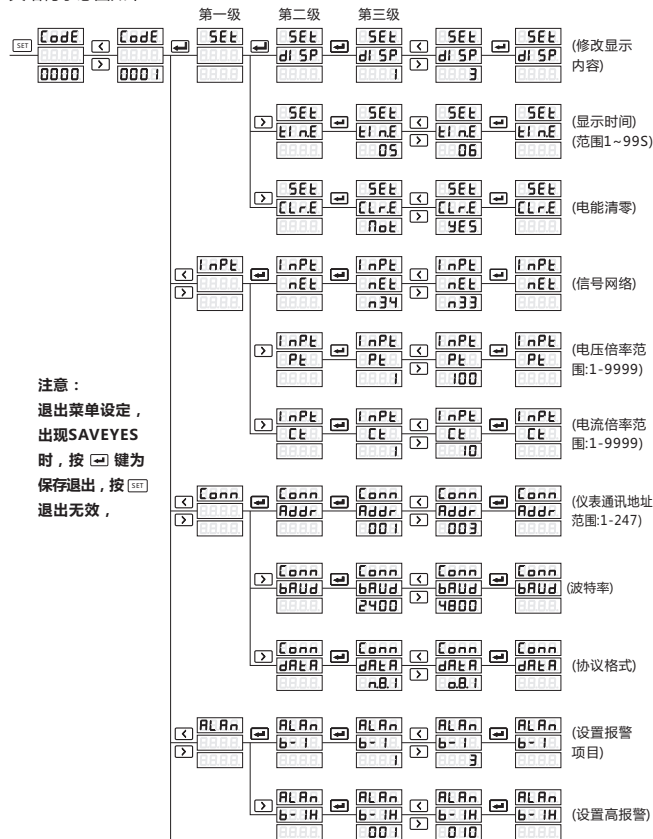 第一级 第二级 第三级
SET CodE 0000 < > CodE 0001 SEt SEt dISP SEt dISP 1 < > SEt dISP 3 SEt dISP (修改显示
内容)
> SEt tIn.E SEt tIn.E 05 < > SEt tIn.E 06 SEt tIn.E (显示时间)
(范围1~99S)
> SEt CLr.E SEt CLr.E not < > SEt CLr.E YES SEt CLr.E (电能清零)
< > InPt InPt nEt InPt nEt n34 < > InPt nEt n33 InPt nEt (信号网络)
> InPt Pt InPt Pt 1 < > InPt Pt 100 InPt Pt (电压倍率范
围:1-9999)
> InPt Ct InPt Ct 1 < > InPt Ct 10 InPt Ct (电流倍率范
围:1-9999)
注意：
退出菜单设定，
出现SAVEYES
时，按 键为
保存退出，按 SET
退出无效，
< > Conn Conn Addr Conn Addr 001 < > Conn Addr 003 Conn Addr (仪表通讯地址
范围:1-247)
> Conn bAUd Conn bAUd 2400 < > Conn bAUd 4800 Conn bAUd (波特率)
> Conn dAtA Conn dAtA n.8.1 < > Conn dAtA o.8.1 Conn dAtA (协议格式)
< > ALAn ALAn b-1 ALAn b-1 1 < > ALAn b-1 3 ALAn b-1 (设置报警
项目)
> ALAn b-1H ALAn b-1H 001 < > ALAn b-1H 010 ALAn b-1H (设置高报警)